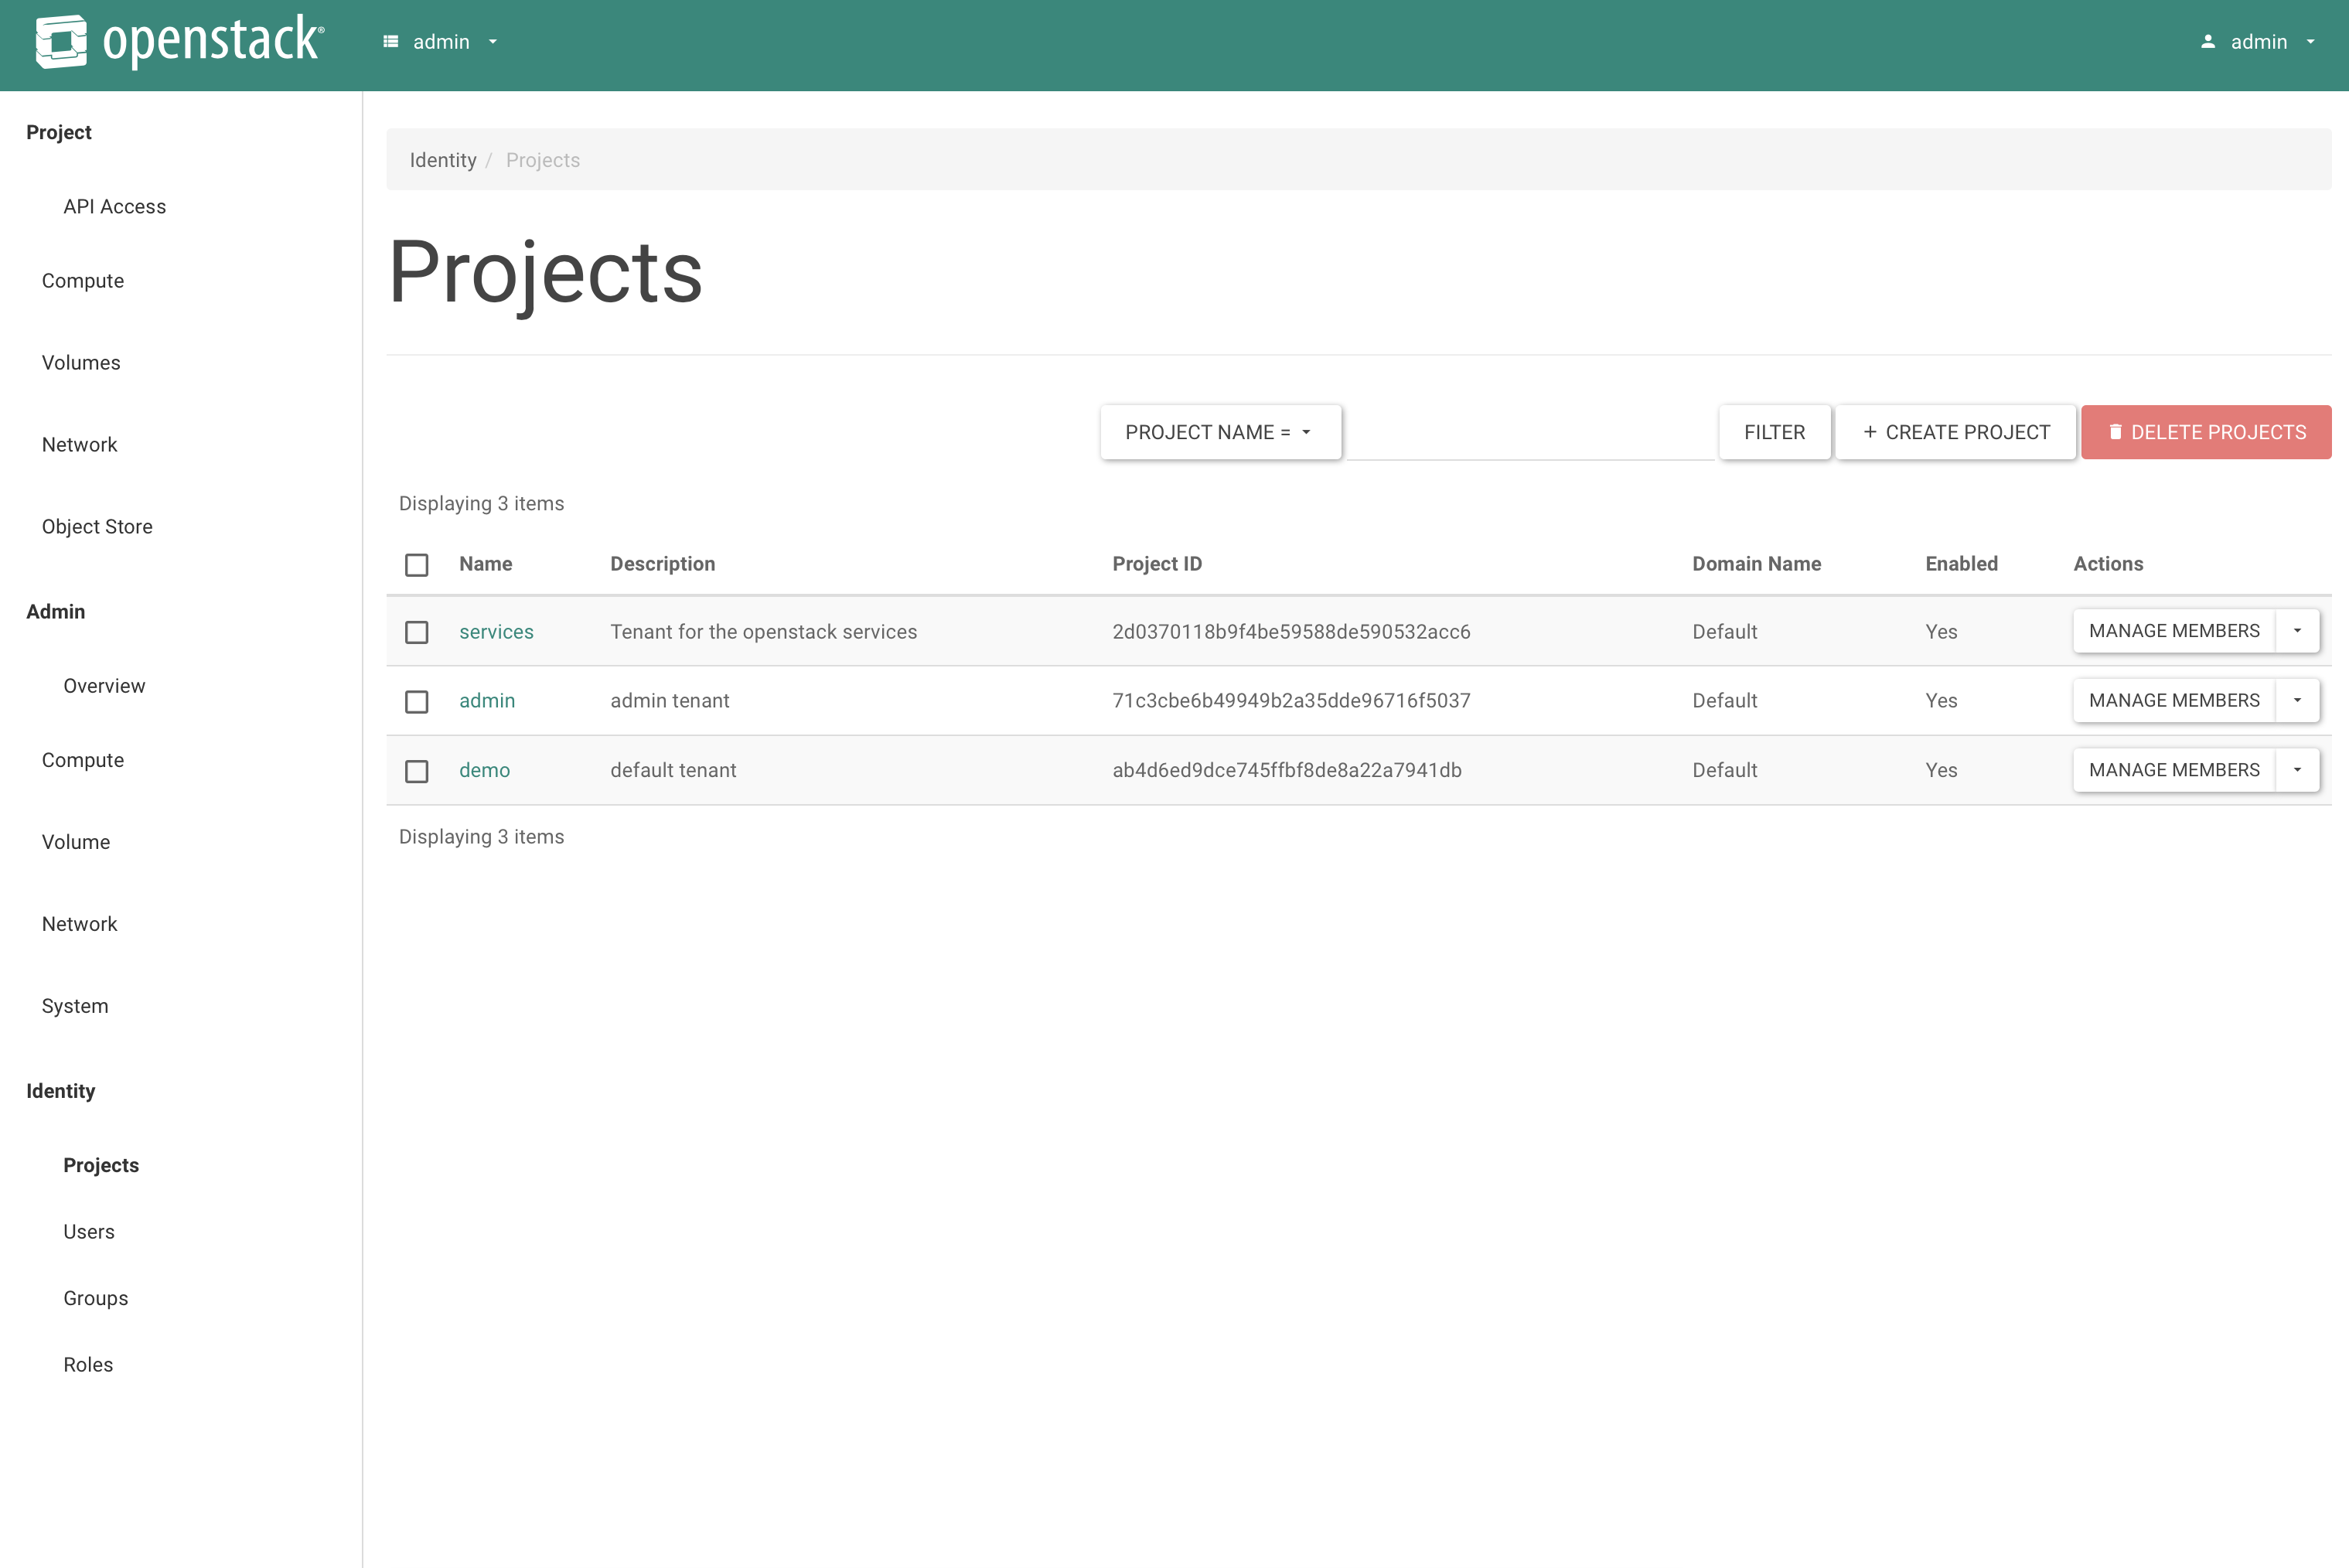 openstack®
admin
admin
Project
API Access
Compute
Volumes
Network
Object Store
Admin
Overview
Compute
Volume
Network
System
Identity
Projects
Users
Groups
Roles
Identity / Projects
Projects
PROJECT NAME =
FILTER
+ CREATE PROJECT
DELETE PROJECTS
Displaying 3 items
Name Description Project ID Domain Name Enabled Actions
services Tenant for the openstack services 2d0370118b9f4be59588de590532acc6 Default Yes MANAGE MEMBERS
admin admin tenant 71c3cbe6b49949b2a35dde96716f5037 Default Yes MANAGE MEMBERS
demo default tenant ab4d6ed9dce745ffbf8de8a22a7941db Default Yes MANAGE MEMBERS
Displaying 3 items